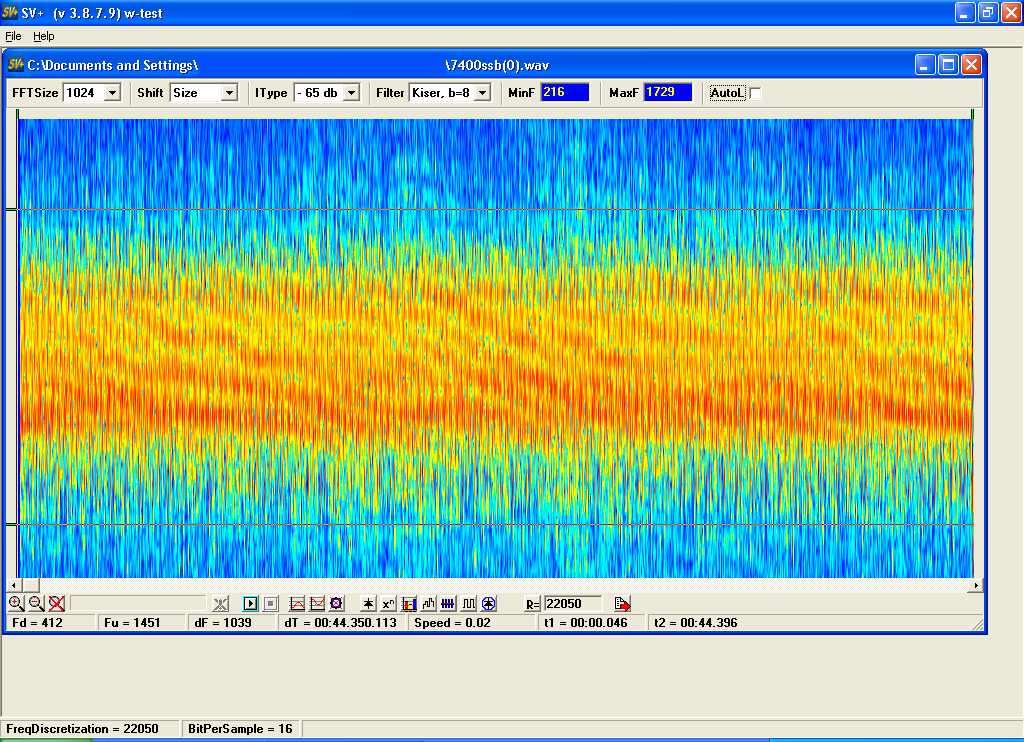 SV+ (v 3.8.7.9) w-test
File Help
C:\Documents and Settings\ \7400ssb(0).wav
FFTSize 1024 Shift Size IType - 65 db Filter Kiser, b=8 MinF 216 MaxF 1729 AutoL
R= 22050
Fd = 412 Fu = 1451 dF = 1039 dT = 00:44.350.113 Speed = 0.02 t1 = 00:00.046 t2 = 00:44.396
FreqDiscretization = 22050 BitPerSample = 16